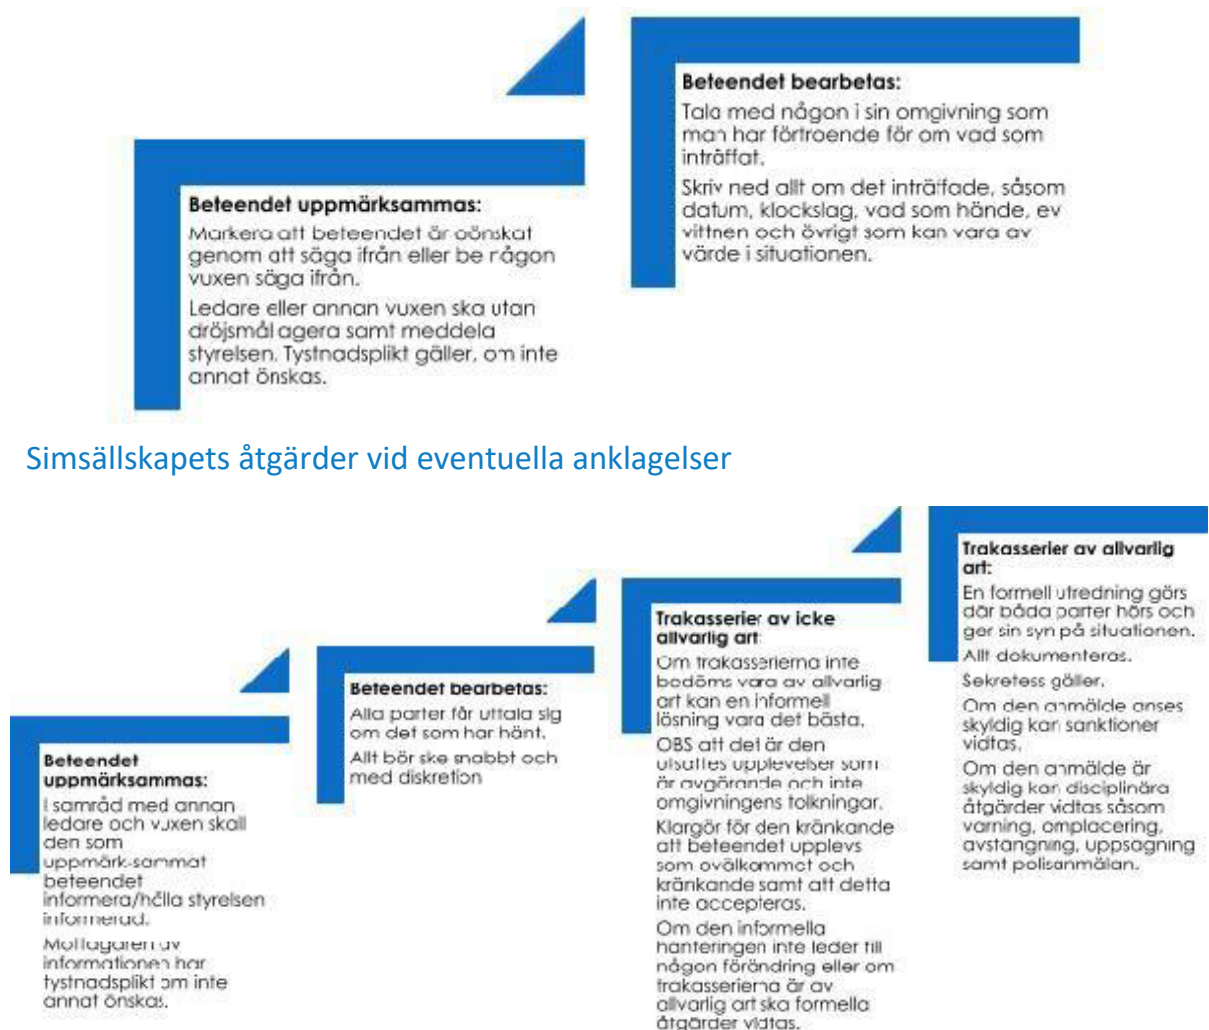 Beteendet uppmärksammas:
Markera att beteendet är oönskat
genom att säga ifrån eller be någon
vuxen säga ifrån.
Ledare eller annan vuxen ska utan
dröjsmål agera samt meddela
styrelsen. Tystnadsplikt gäller, om inte
annat önskas.
Beteendet bearbetas:
Tala med någon i sin omgivning som
man har förtroende för om vad som
inträffat.
Skriv ned allt om det inträffade, såsom
datum, klockslag, vad som hände, ev
vittnen och övrigt som kan vara av
värde i situationen.
Simsällskapets åtgärder vid eventuella anklagelser
Beteendet
uppmärksammas:
I samråd med annan
ledare och vuxen skall
den som
uppmärk-sammat
beteendet
informera/hålla styrelsen
informerad.
Mottagaren av
informationen har
tystnadsplikt om inte
annat önskas.
Beteendet bearbetas:
Alla parter får uttala sig
om det som har hänt.
Allt bör ske snabbt och
med diskretion
Trakasserier av icke
allvarlig art
Om trakasserierna inte
bedöms vara av allvarlig
art kan en informell
lösning vara det bästa.
OBS att det är den
utsattes upplevelser som
är avgörande och inte
omgivningens tolkningar.
Klargör för den kränkande
att beteendet upplevs
som ovälkommet och
kränkande samt att detta
inte accepteras.
Om den informella
hanteringen inte leder till
någon förändring eller om
trakasserierna är av
allvarlig art ska formella
åtgärder vidtas.
Trakasserier av allvarlig
art:
En formell utredning görs
där båda parter hörs och
ger sin syn på situationen.
Allt dokumenteras.
Sekretess gäller.
Om den anmälde anses
skyldig kan sanktioner
vidtas.
Om den anmälde är
skyldig kan disciplinära
åtgärder vidtas såsom
varning, omplacering,
avstängning, uppsägning
samt polisanmälan.